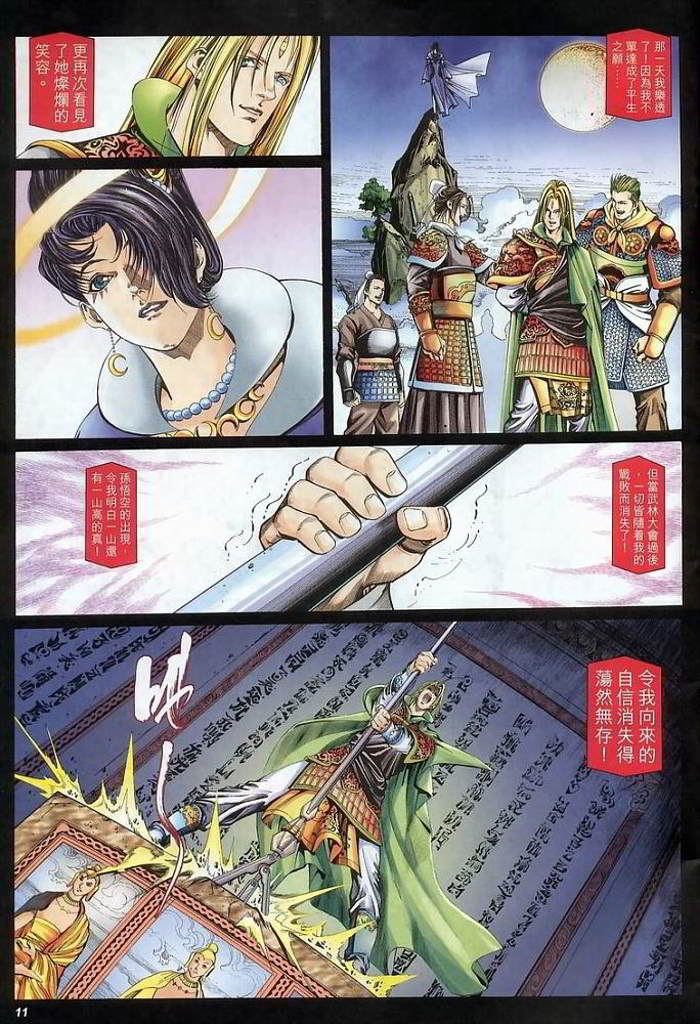 那一天我樂透
了！因為我不
單達成了平生
之願……
更再次看見
了她燦爛的
笑容。
但當武林大會過後
，一切皆隨着我的
戰敗而消失了！
孫悟空的出現，
令我明白一山還
有一山高的真！
令我向來的
自信消失得
蕩然無存！
11